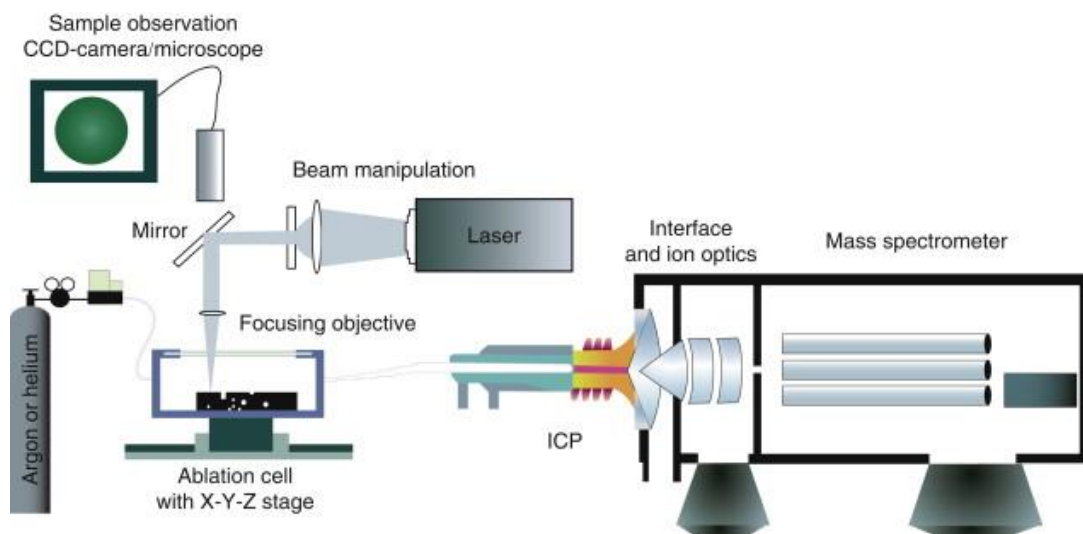 Sample observation
CCD-camera/microscope
Beam manipulation
Mirror
Laser
Interface
and ion optics
Mass spectrometer
Focusing objective
Argon or helium
ICP
Ablation cell
with X-Y-Z stage